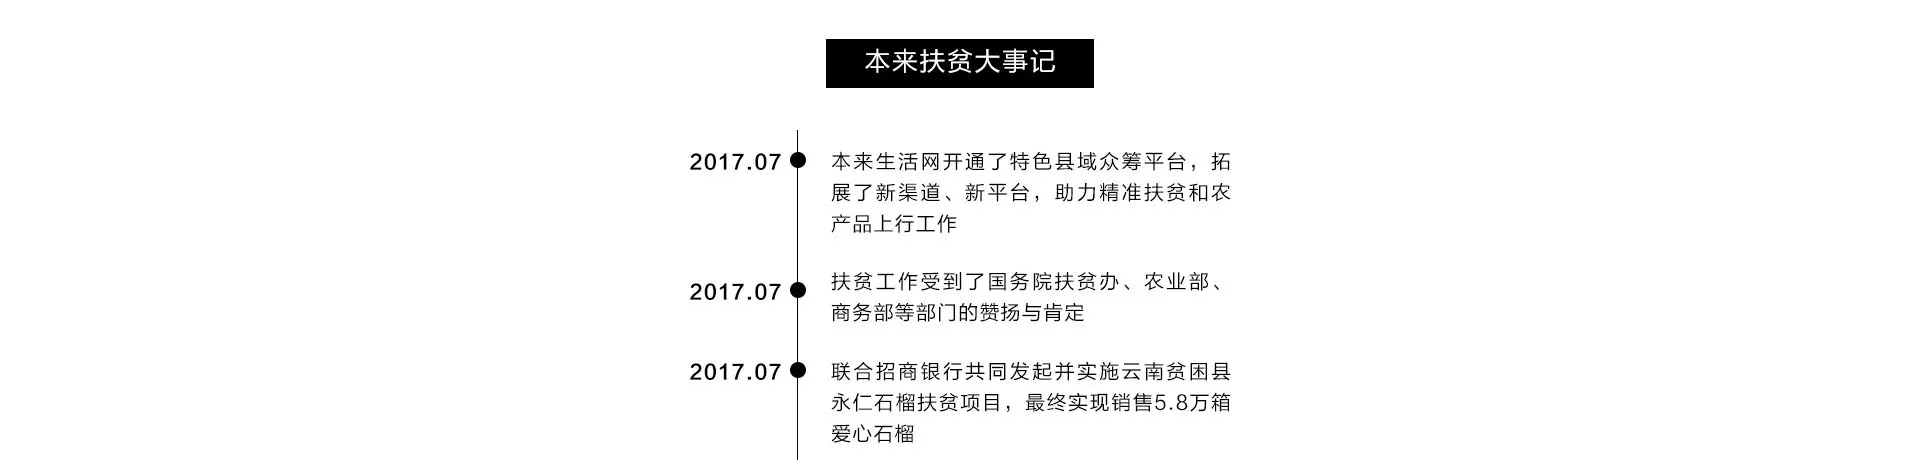 本来扶贫大事记
2017.07
本来生活网开通了特色县域众筹平台，拓
展了新渠道、新平台，助力精准扶贫和农
产品上行工作
2017.07
扶贫工作受到了国务院扶贫办、农业部、
商务部等部门的赞扬与肯定
2017.07
联合招商银行共同发起并实施云南贫困县
永仁石榴扶贫项目，最终实现销售5.8万箱
爱心石榴